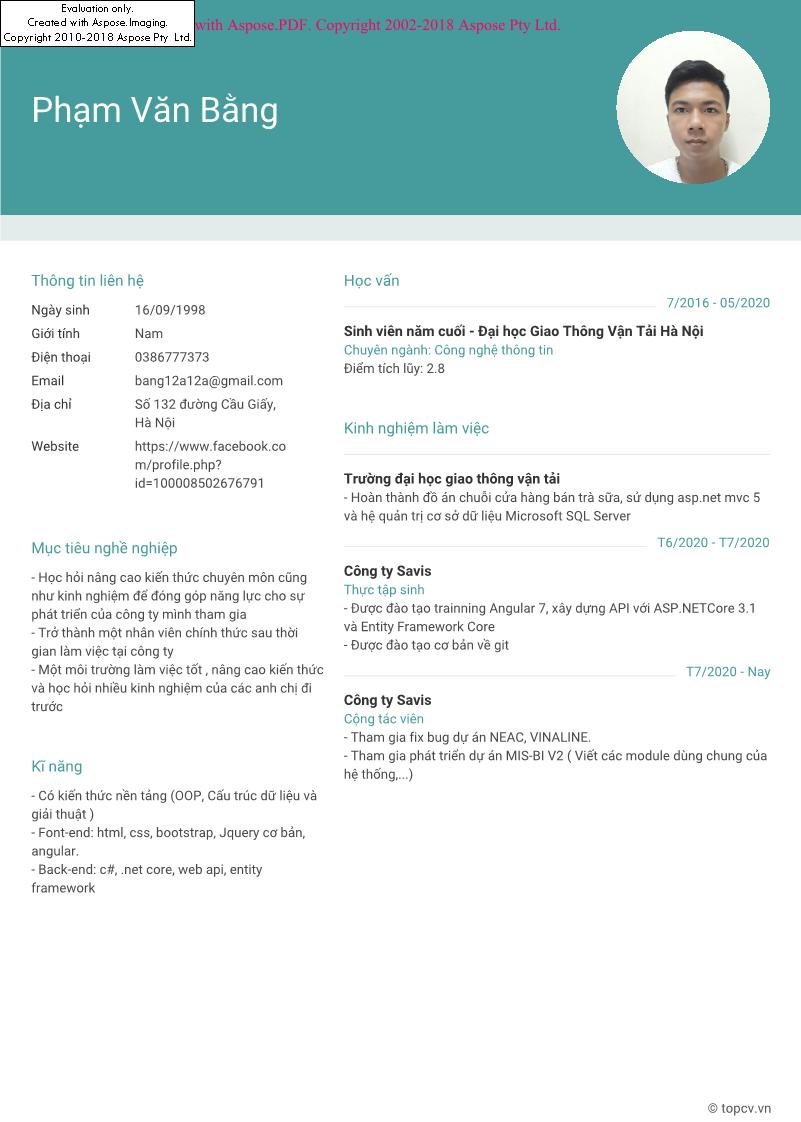 Evaluation only.
Created with Aspose.Imaging.
Copyright 2010-2018 Aspose Pty Ltd.
with Aspose.PDF. Copyright 2002-2018 Aspose Pty Ltd.
Phạm Văn Bằng
Thông tin liên hệ
Ngày sinh 16/09/1998
Giới tính Nam
Điện thoại 0386777373
Email bang12a12a@gmail.com
Địa chỉ Số 132 đường Cầu Giấy,
Hà Nội
Website https://www.facebook.co
m/profile.php?
id=100008502676791
Mục tiêu nghề nghiệp
- Học hỏi nâng cao kiến thức chuyên môn cũng
như kinh nghiệm để đóng góp năng lực cho sự
phát triển của công ty mình tham gia
- Trở thành một nhân viên chính thức sau thời
gian làm việc tại công ty
- Một môi trường làm việc tốt , nâng cao kiến thức
và học hỏi nhiều kinh nghiệm của các anh chị đi
trước
Kĩ năng
- Có kiến thức nền tảng (OOP, Cấu trúc dữ liệu và
giải thuật )
- Font-end: html, css, bootstrap, Jquery cơ bản,
angular.
- Back-end: c#, .net core, web api, entity
framework
Học vấn
7/2016 - 05/2020
Sinh viên năm cuối - Đại học Giao Thông Vận Tải Hà Nội
Chuyên ngành: Công nghệ thông tin
Điểm tích lũy: 2.8
Kinh nghiệm làm việc
Trường đại học giao thông vận tải
- Hoàn thành đồ án chuỗi cửa hàng bán trà sữa, sử dụng asp.net mvc 5
và hệ quản trị cơ sở dữ liệu Microsoft SQL Server
T6/2020 - T7/2020
Công ty Savis
Thực tập sinh
- Được đào tạo trainning Angular 7, xây dựng API với ASP.NETCore 3.1
và Entity Framework Core
- Được đào tạo cơ bản về git
T7/2020 - Nay
Công ty Savis
Cộng tác viên
- Tham gia fix bug dự án NEAC, VINALINE.
- Tham gia phát triển dự án MIS-BI V2 ( Viết các module dùng chung của
hệ thống,...)
© topcv.vn